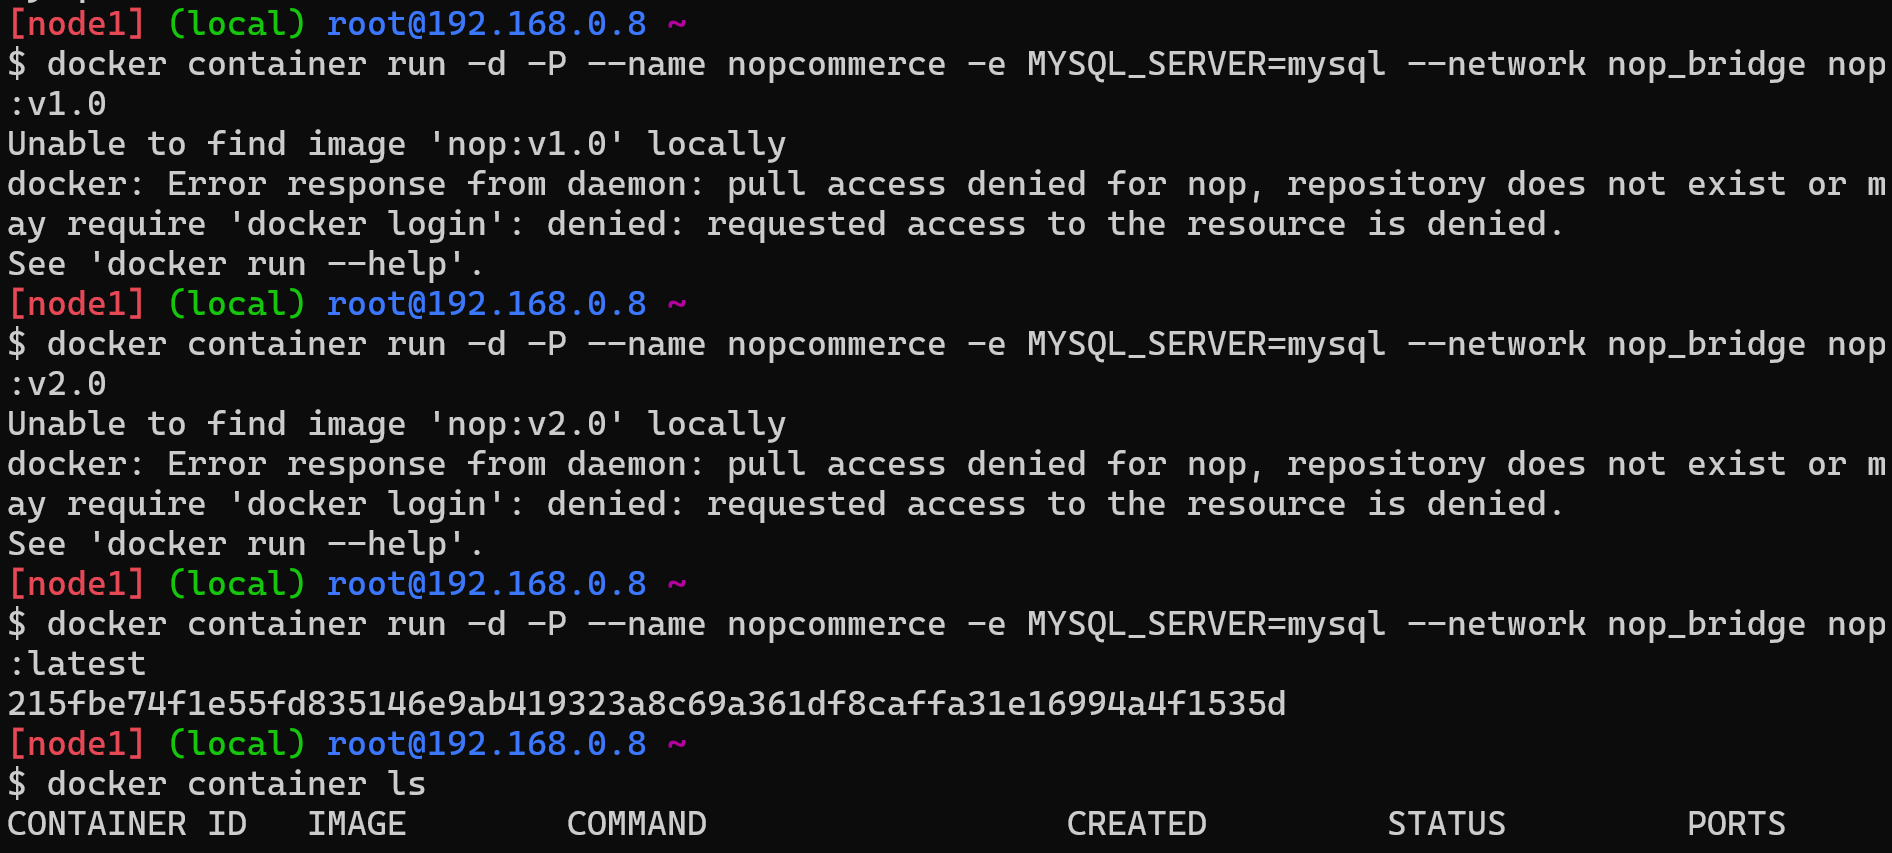 [node1] (local) root@192.168.0.8 ~
$ docker container run -d -P --name nopcommerce -e MYSQL_SERVER=mysql --network nop_bridge nop
:v1.0
Unable to find image 'nop:v1.0' locally
docker: Error response from daemon: pull access denied for nop, repository does not exist or m
ay require 'docker login': denied: requested access to the resource is denied.
See 'docker run --help'.
[node1] (local) root@192.168.0.8 ~
$ docker container run -d -P --name nopcommerce -e MYSQL_SERVER=mysql --network nop_bridge nop
:v2.0
Unable to find image 'nop:v2.0' locally
docker: Error response from daemon: pull access denied for nop, repository does not exist or m
ay require 'docker login': denied: requested access to the resource is denied.
See 'docker run --help'.
[node1] (local) root@192.168.0.8 ~
$ docker container run -d -P --name nopcommerce -e MYSQL_SERVER=mysql --network nop_bridge nop
:latest
215fbe74f1e55fd835146e9ab419323a8c69a361df8caffa31e16994a4f1535d
[node1] (local) root@192.168.0.8 ~
$ docker container ls
CONTAINER ID   IMAGE        COMMAND                  CREATED         STATUS         PORTS